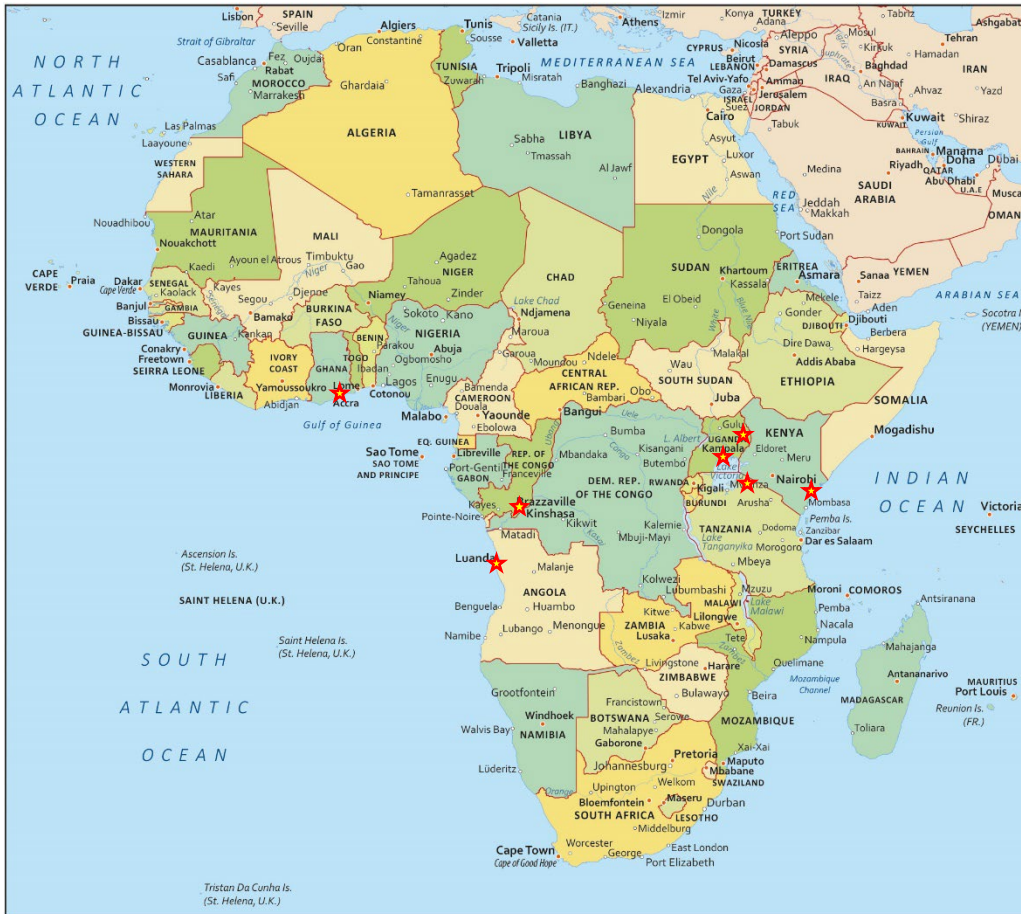 Lisbon
SPAIN
Seville
Algiers
Constantine
Oran
Tunis
Sousse
Catania
Sicily Is. (IT.)
Valletta
Athens
Izmir
Konya
TURKEY
Adana
Aleppo
Mosul
Tabriz
Ashgabat
Tehran
Strait of Gibraltar
NORTH
ATLANTIC
OCEAN
Casablanca
Fez
Oujda
Rabat
Safi
MOROCCO
Marrakesh
Ghardaia
TUNISIA
Zuwarah
Tripoli
Misratah
MEDITERRANEAN SEA
Banghazi
Alexandria
CYPRUS
Nicosia
SYRIA
Beirut
LEBANON
Damascus
Tel Aviv-Yafo
Amman
Gaza
Jerusalem
ISRAEL
JORDAN
Suez
Cairo
Kirkuk
Hamadan
Euphrates
Tigris
Baghdad
IRAQ
An Najaf
Basra
IRAN
Yazd
Ahvaz
Shiraz
Kuwait
KUWAIT
Tabuk
Persian
Gulf
BAHRAIN
Manama
Riyadh
Doha
QATAR
Dubai
Abu Dhabi
U.A.E
Musca
OMAN
Las Palmas
Laayoune
WESTERN
SAHARA
ALGERIA
Tamanrasset
LIBYA
Sabha
Tmassah
Al Jawf
EGYPT
Asyut
Luxor
Aswan
Nile
Medina
SAUDI
ARABIA
RED
SEA
Jeddah
Makkah
Port Sudan
Nouadhibou
Atar
Nouakchott
MAURITANIA
Kaedi
Ayoun el Atrous
MALI
Timbuktu
Niger
Gao
Kayes
Segou
Djenne
Bamako
Agadez
NIGER
Tahoua
Zinder
Niamey
CHAD
Lake Chad
Ndjamena
Maroua
Dongola
SUDAN
Khartoum
Kassala
El Obeid
Geneina
Niyala
White
Blue Nile
ERITREA
Asmara
Sanaa
YEMEN
Taizz
Aden
ARABIAN SEA
Socotra I
(YEMEN)
CAPE
VERDE
Praia
Dakar
Cape Verde
SENEGAL
Kaolack
Banjul
GAMBIA
Senegal
Bissau
GUINEA-BISSAU
GUINEA
Kankan
Conakry
Freetown
SEIRRA LEONE
Monrovia
LIBERIA
IVORY
COAST
Yamoussoukro
Abidjan
BURKINA
FASO
GHANA
TOGO
BENIN
Lome
Accra
Parakou
Ibadan
Cotonou
Lagos
Sokoto
Kano
Niger
NIGERIA
Abuja
Ogbomosho
Enugu
Gulf of Guinea
Mekele
Gonder
DJIBOUTI
Djibouti
Berbera
Dire Dawa
Hargeysa
Addis Ababa
ETHIOPIA
SOMALIA
Mogadishu
Garoua
Moundou
Ndele
CENTRAL
AFRICAN REP.
Bambari
Obo
Bangui
Wau
Malakal
SOUTH SUDAN
Juba
Bamenda
CAMEROON
Douala
Yaounde
Ebolowa
Malabo
EQ. GUINEA
Sao Tome
SAO TOME
AND PRINCIPE
Libreville
Port-Gentil
GABON
Franceville
REP. OF
THE CONGO
Ubangi
Uele
Bumba
Congo
Mbandaka
Kisangani
Butembo
L. Albert
DEM. REP.
OF THE CONGO
Gulu
UGANDA
Kampala
KENYA
Eldoret
Meru
Lake
Victoria
RWANDA
Kigali
BURUNDI
Mwanza
Nairobi
Arusha
Mombasa
Pemba Is.
Zanzibar
INDIAN
OCEAN
Victoria
SEYCHELLES
Kayes
Pointe-Noire
Brazzaville
Kinshasa
Matadi
Kikwit
Kasai
Mbuji-Mayi
Kalemie
Lake
Tanganyika
TANZANIA
Dodoma
Morogoro
Dar es Salaam
Mbeya
Ascension Is.
(St. Helena, U.K.)
SAINT HELENA (U.K.)
Saint Helena Is.
(St. Helena, U.K.)
Luanda
Malanje
ANGOLA
Benguela
Huambo
Lubango
Menongue
Namibe
Kolwezi
Lubumbashi
Mzuzu
MALAWI
Lilongwe
Lake
Malawi
Kitwe
ZAMBIA
Kabwe
Lusaka
Tete
Zambezi
Zambezi
Moroni
COMOROS
Pemba
Nacala
Nampula
Quelimane
Mozambique
Channel
Antsiranana
Mahajanga
Antananarivo
MADAGASCAR
Toliara
MAURITIUS
Port Louis
Reunion Is.
(FR.)
Livingstone
Harare
ZIMBABWE
Bulawayo
Beira
MOZAMBIQUE
Xai-Xai
Maputo
Mbabane
SWAZILAND
SOUTH
ATLANTIC
OCEAN
Grootfontein
Windhoek
Walvis Bay
NAMIBIA
Lüderitz
Francistown
BOTSWANA
Serowe
Mahalapye
Gaborone
Pretoria
Johannesburg
Orange
Upington
Welkom
Bloemfontein
Maseru
SOUTH AFRICA
LESOTHO
Durban
Middelburg
East London
Worcester
Cape Town
Cape of Good Hope
George
Port Elizabeth
Tristan Da Cunha Is.
(St. Helena, U.K.)